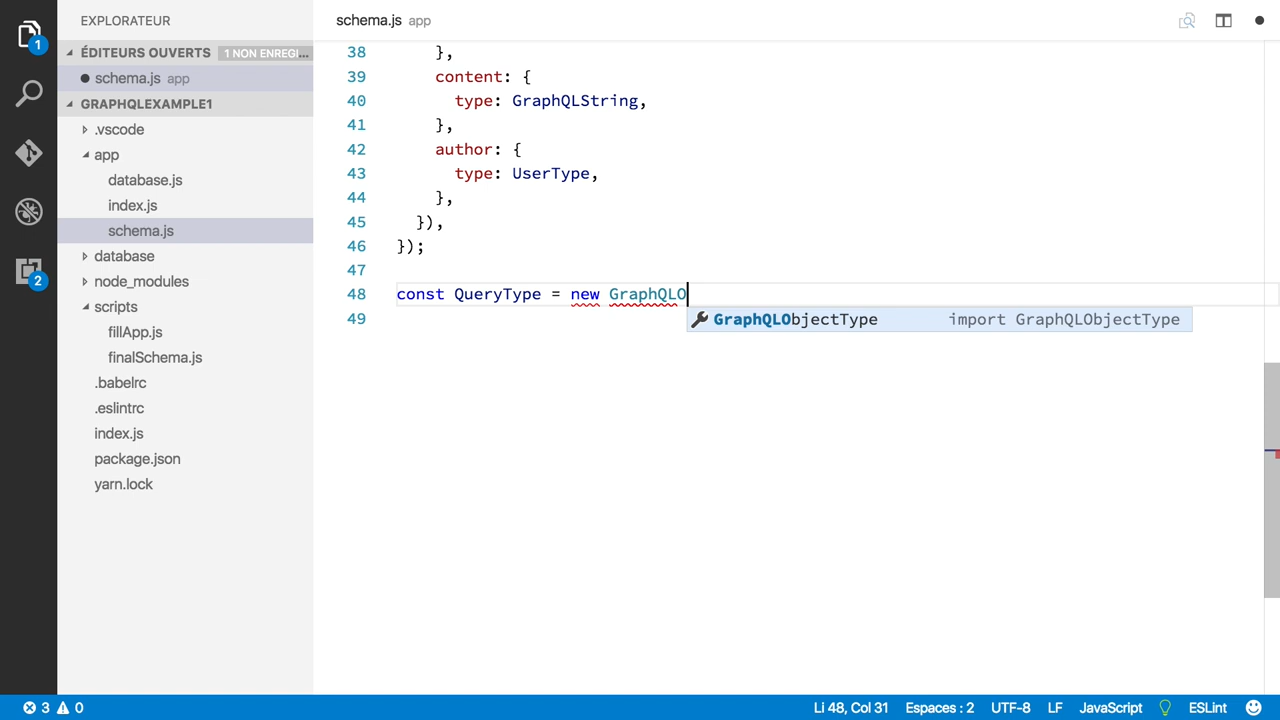 EXPLORATEUR
ÉDITEURS OUVERTS 1 NON ENREGI...
schema.js app
GRAPHQLEXAMPLE1
.vscode
app
database.js
index.js
schema.js
database
node_modules
scripts
fillApp.js
finalSchema.js
.babelrc
.eslintrc
index.js
package.json
yarn.lock
1
2
schema.js app
38 },
39 content: {
40 type: GraphQLString,
41 },
42 author: {
43 type: UserType,
44 },
45 }),
46 });
47
48 const QueryType = new GraphQLO
GraphQLObjectType import GraphQLObjectType
49
3 0 Li 48, Col 31 Espaces : 2 UTF-8 LF JavaScript ESLint